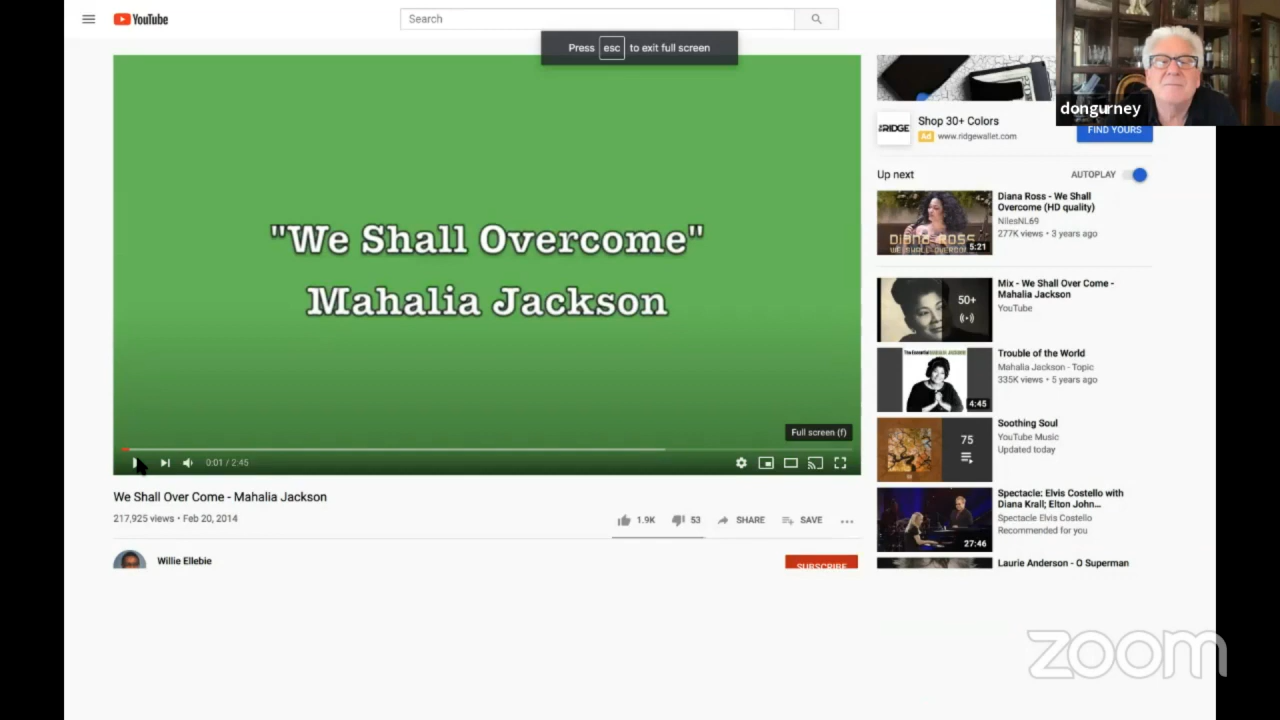 YouTube
Search
Press esc to exit full screen
dongurney
"We Shall Overcome"
Mahalia Jackson
Full screen (f)
0:01 / 2:45
We Shall Over Come - Mahalia Jackson
217,925 views • Feb 20, 2014
1.9K
53
SHARE
SAVE
Willie Ellebie
SUBSCRIBE
RIDGE
Shop 30+ Colors
Ad
www.ridgewallet.com
FIND YOURS
Up next
AUTOPLAY
DIANA ROSS
5:21
Diana Ross - We Shall
Overcome (HD quality)
NilesNL69
277K views • 3 years ago
50+
Mix - We Shall Over Come -
Mahalia Jackson
YouTube
4:45
Trouble of the World
Mahalia Jackson - Topic
335K views • 5 years ago
75
Soothing Soul
YouTube Music
Updated today
27:46
Spectacle: Elvis Costello with
Diana Krall; Elton John...
Spectacle Elvis Costello
Recommended for you
Laurie Anderson - O Superman
zoom